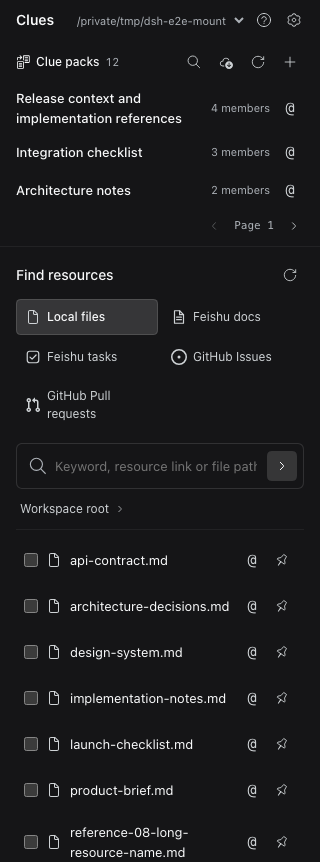 Clues /private/tmp/dsh-e2e-mount
Clue packs 12
Release context and
implementation references
4 members @
Integration checklist 3 members @
Architecture notes 2 members @
< Page 1 >
Find resources
Local files Feishu docs
Feishu tasks GitHub Issues
GitHub Pull
requests
Keyword, resource link or file path
Workspace root >
api-contract.md @
architecture-decisions.md @
design-system.md @
implementation-notes.md @
launch-checklist.md @
product-brief.md @
reference-08-long-
resource-name.md @